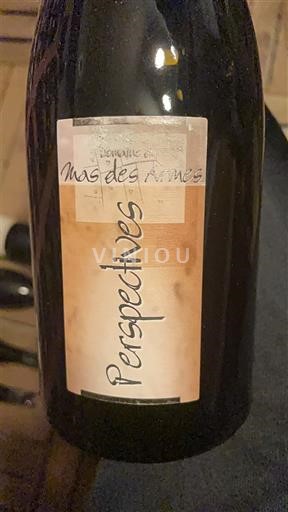 Domaine du
Mas des Armes
Perspectives
VINIOU